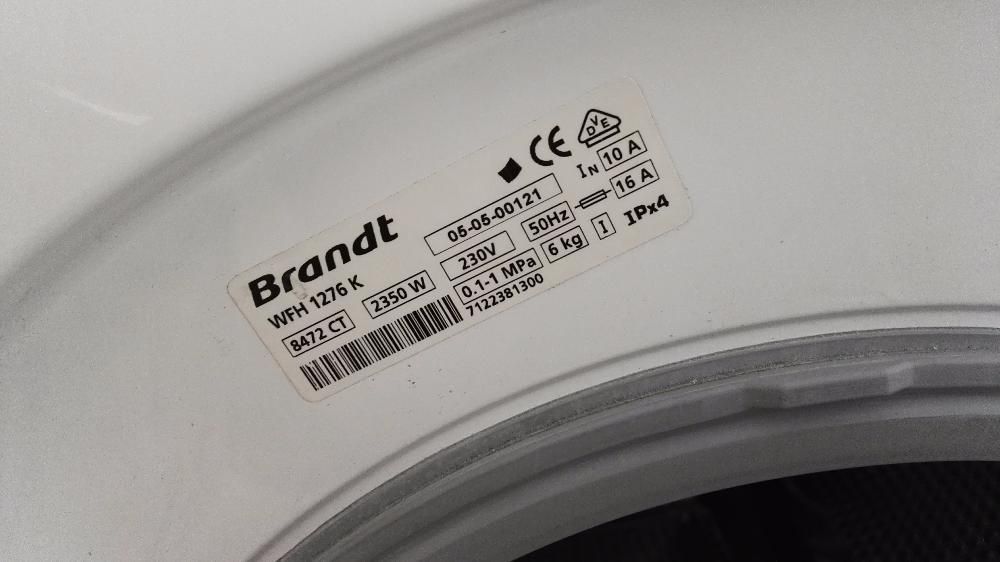 Brandt
WFH 1276 K
8472 CT 2350 W
05-05-00121
230V 50Hz 16 A
0.1-1 MPa 6 kg I IPx4
7122381300
CE VDE
IN 10 A